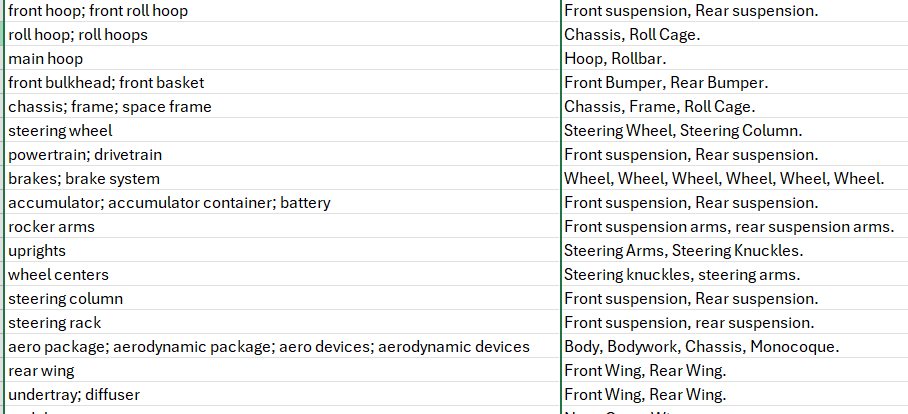 front hoop; front roll hoop Front suspension, Rear suspension.
roll hoop; roll hoops Chassis, Roll Cage.
main hoop Hoop, Rollbar.
front bulkhead; front basket Front Bumper, Rear Bumper.
chassis; frame; space frame Chassis, Frame, Roll Cage.
steering wheel Steering Wheel, Steering Column.
powertrain; drivetrain Front suspension, Rear suspension.
brakes; brake system Wheel, Wheel, Wheel, Wheel, Wheel, Wheel.
accumulator; accumulator container; battery Front suspension, Rear suspension.
rocker arms Front suspension arms, rear suspension arms.
uprights Steering Arms, Steering Knuckles.
wheel centers Steering knuckles, steering arms.
steering column Front suspension, Rear suspension.
steering rack Front suspension, rear suspension.
aero package; aerodynamic package; aero devices; aerodynamic devices Body, Bodywork, Chassis, Monocoque.
rear wing Front Wing, Rear Wing.
undertray; diffuser Front Wing, Rear Wing.